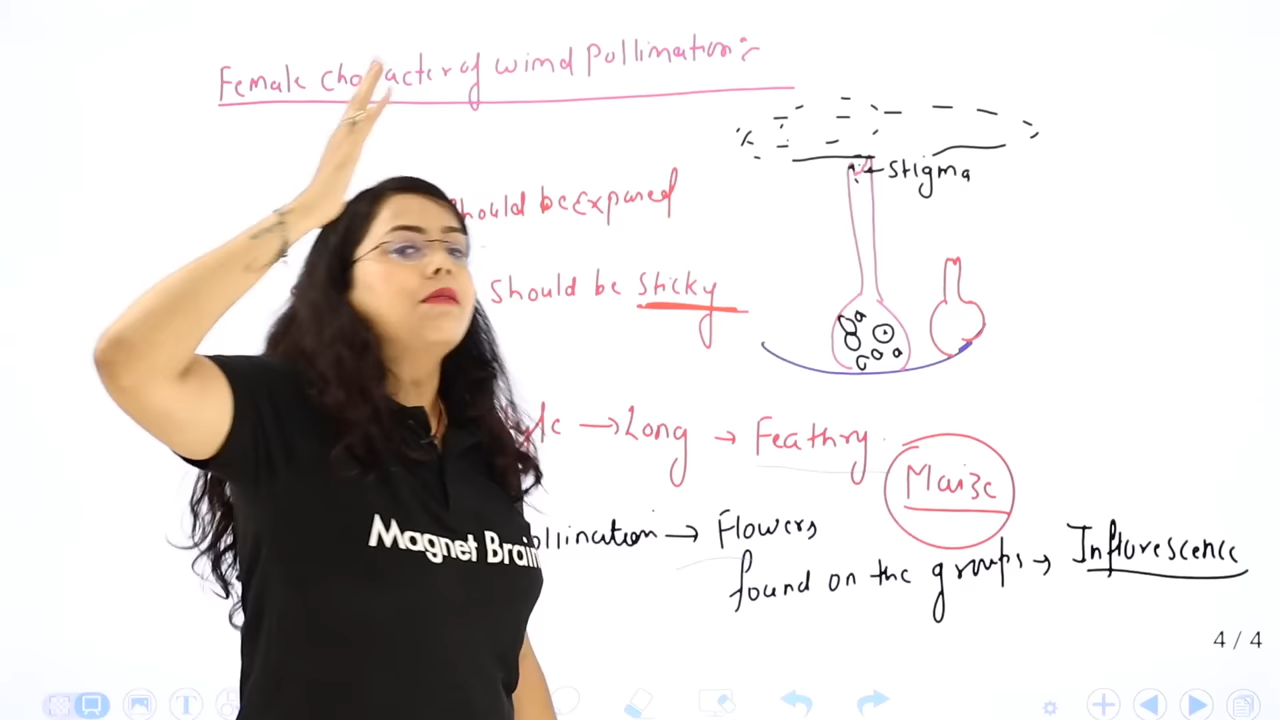 Female character of wind Pollination:-
Stigma
Should be Exposed
Should be Sticky
→ Long → Feathry
Maize
→ Flowers
found on the groups → Inflorescence
Magnet Brain
4 / 4